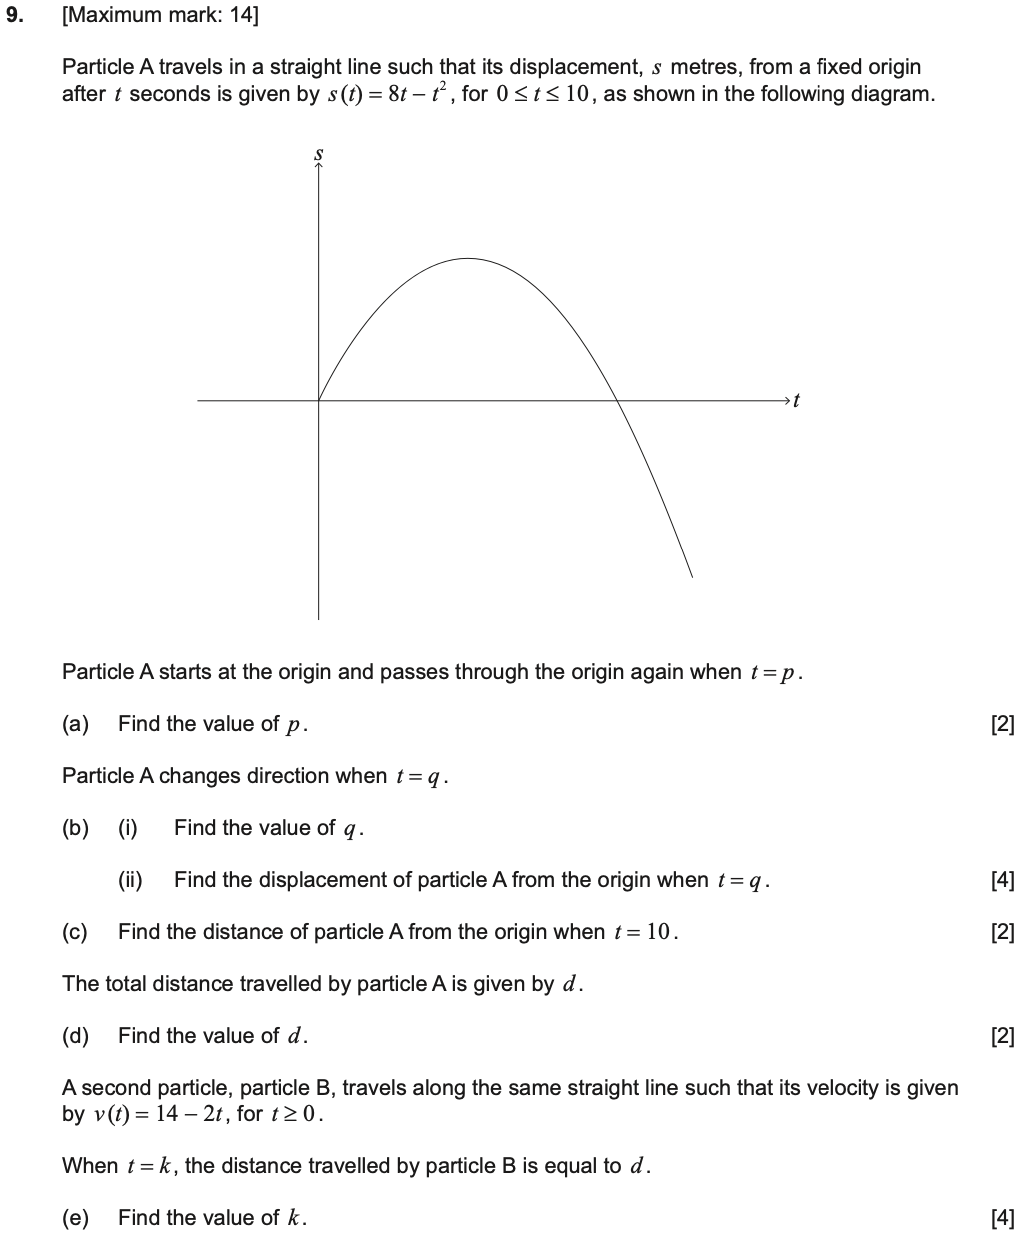 9. [Maximum mark: 14]
Particle A travels in a straight line such that its displacement, s metres, from a fixed origin
after t seconds is given by s(t) = 8t – t², for 0 ≤ t ≤ 10, as shown in the following diagram.
s
t
Particle A starts at the origin and passes through the origin again when t = p.
(a) Find the value of p. [2]
Particle A changes direction when t = q.
(b) (i) Find the value of q.
(ii) Find the displacement of particle A from the origin when t = q. [4]
(c) Find the distance of particle A from the origin when t = 10. [2]
The total distance travelled by particle A is given by d.
(d) Find the value of d. [2]
A second particle, particle B, travels along the same straight line such that its velocity is given
by v(t) = 14 – 2t, for t ≥ 0.
When t = k, the distance travelled by particle B is equal to d.
(e) Find the value of k. [4]